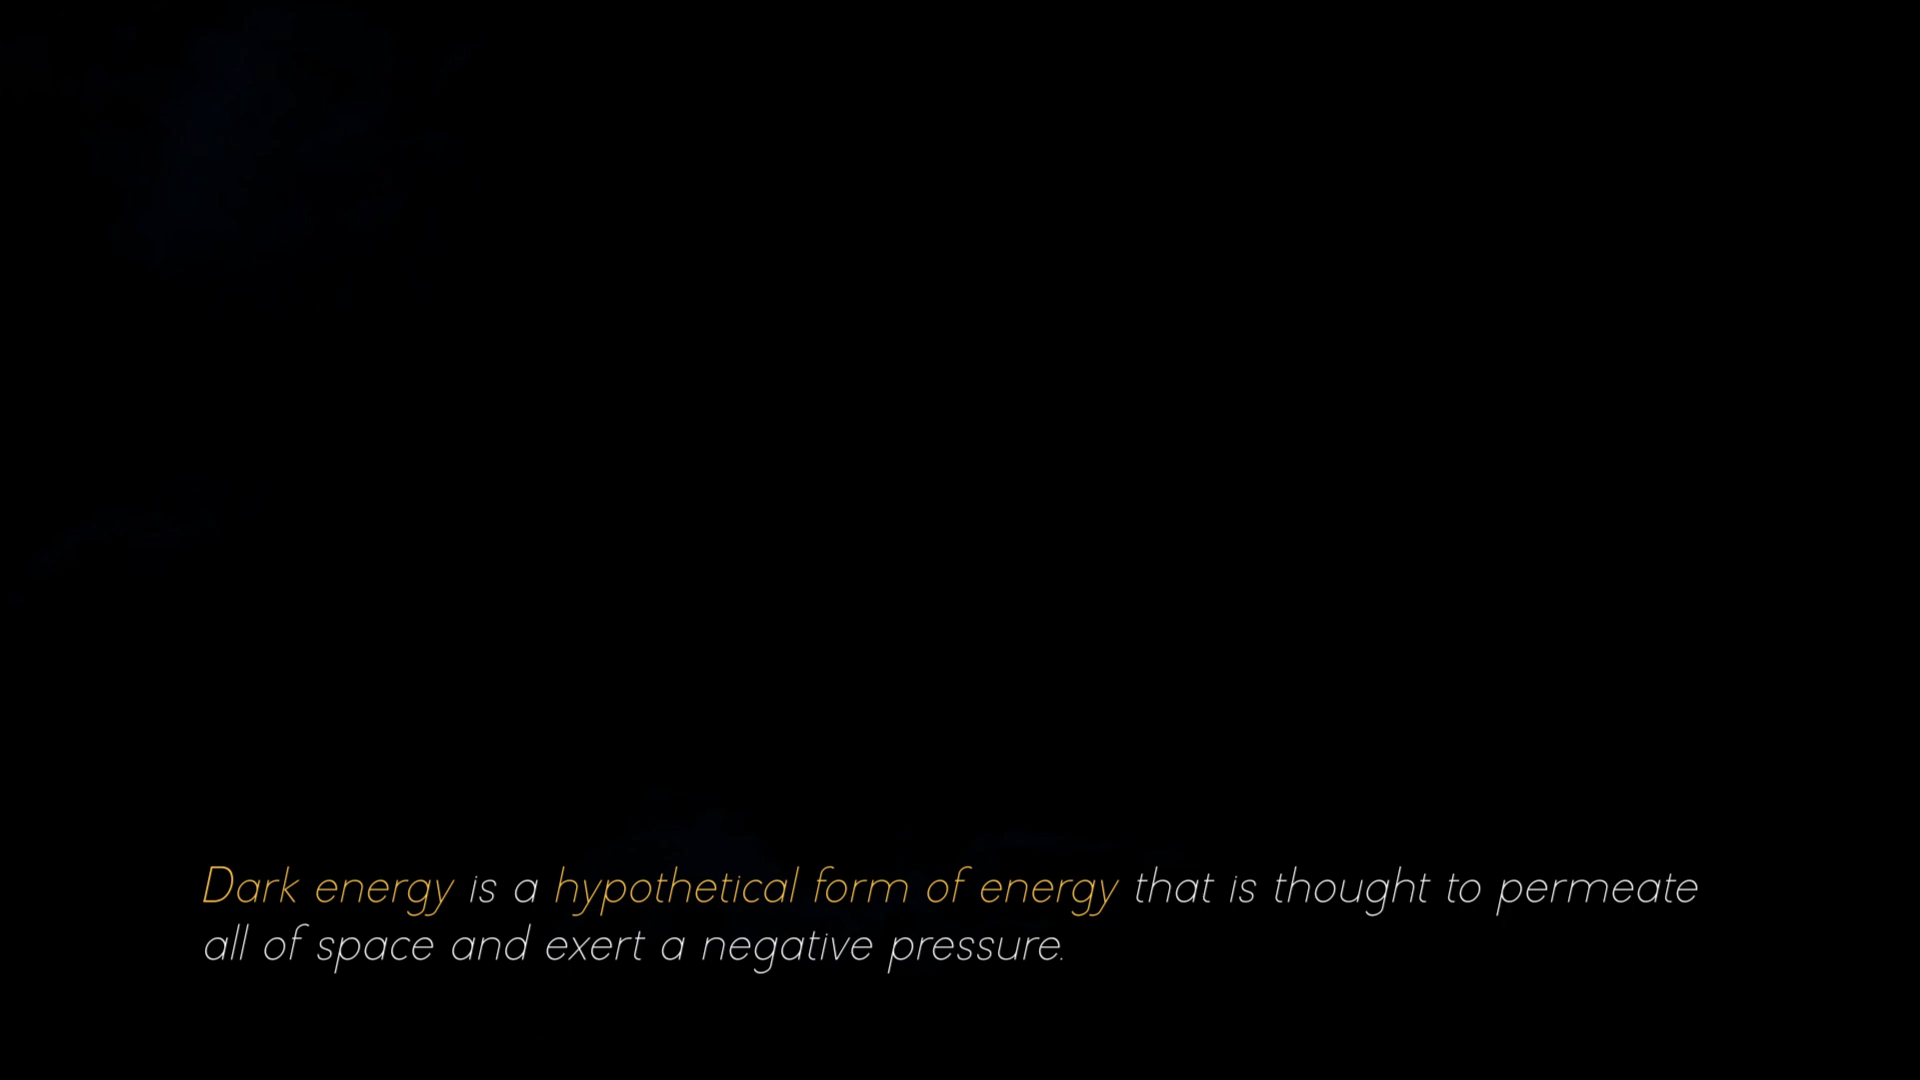 Dark energy is a hypothetical form of energy that is thought to permeate
all of space and exert a negative pressure.